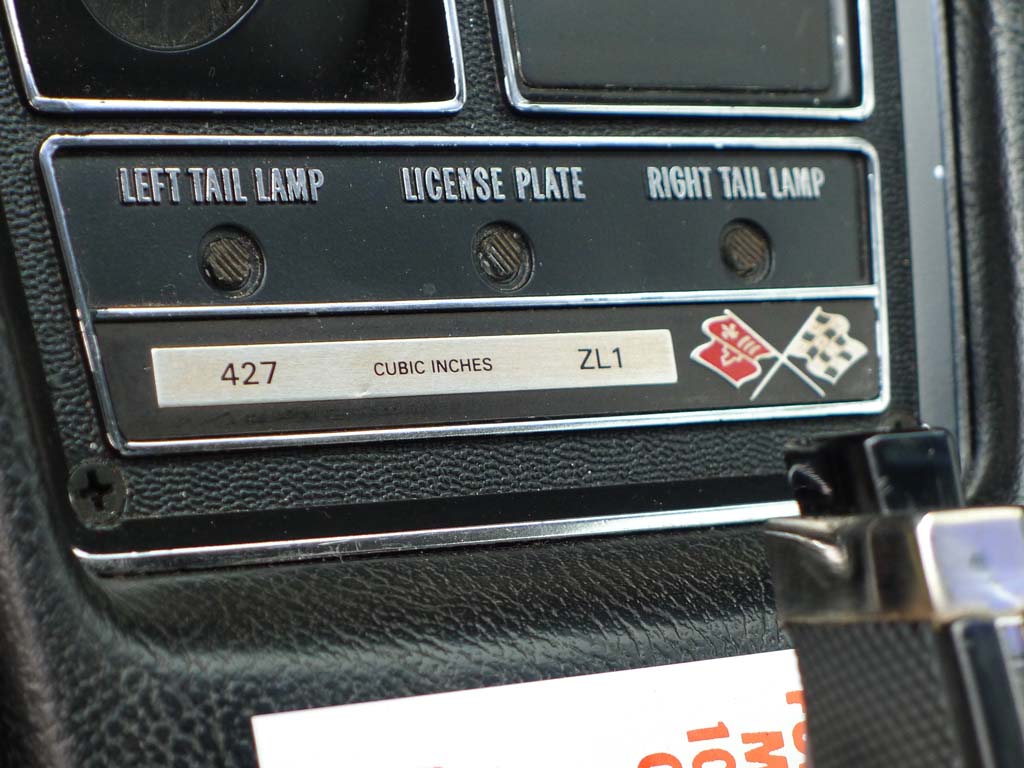 LEFT TAIL LAMP LICENSE PLATE RIGHT TAIL LAMP
427 CUBIC INCHES ZL1